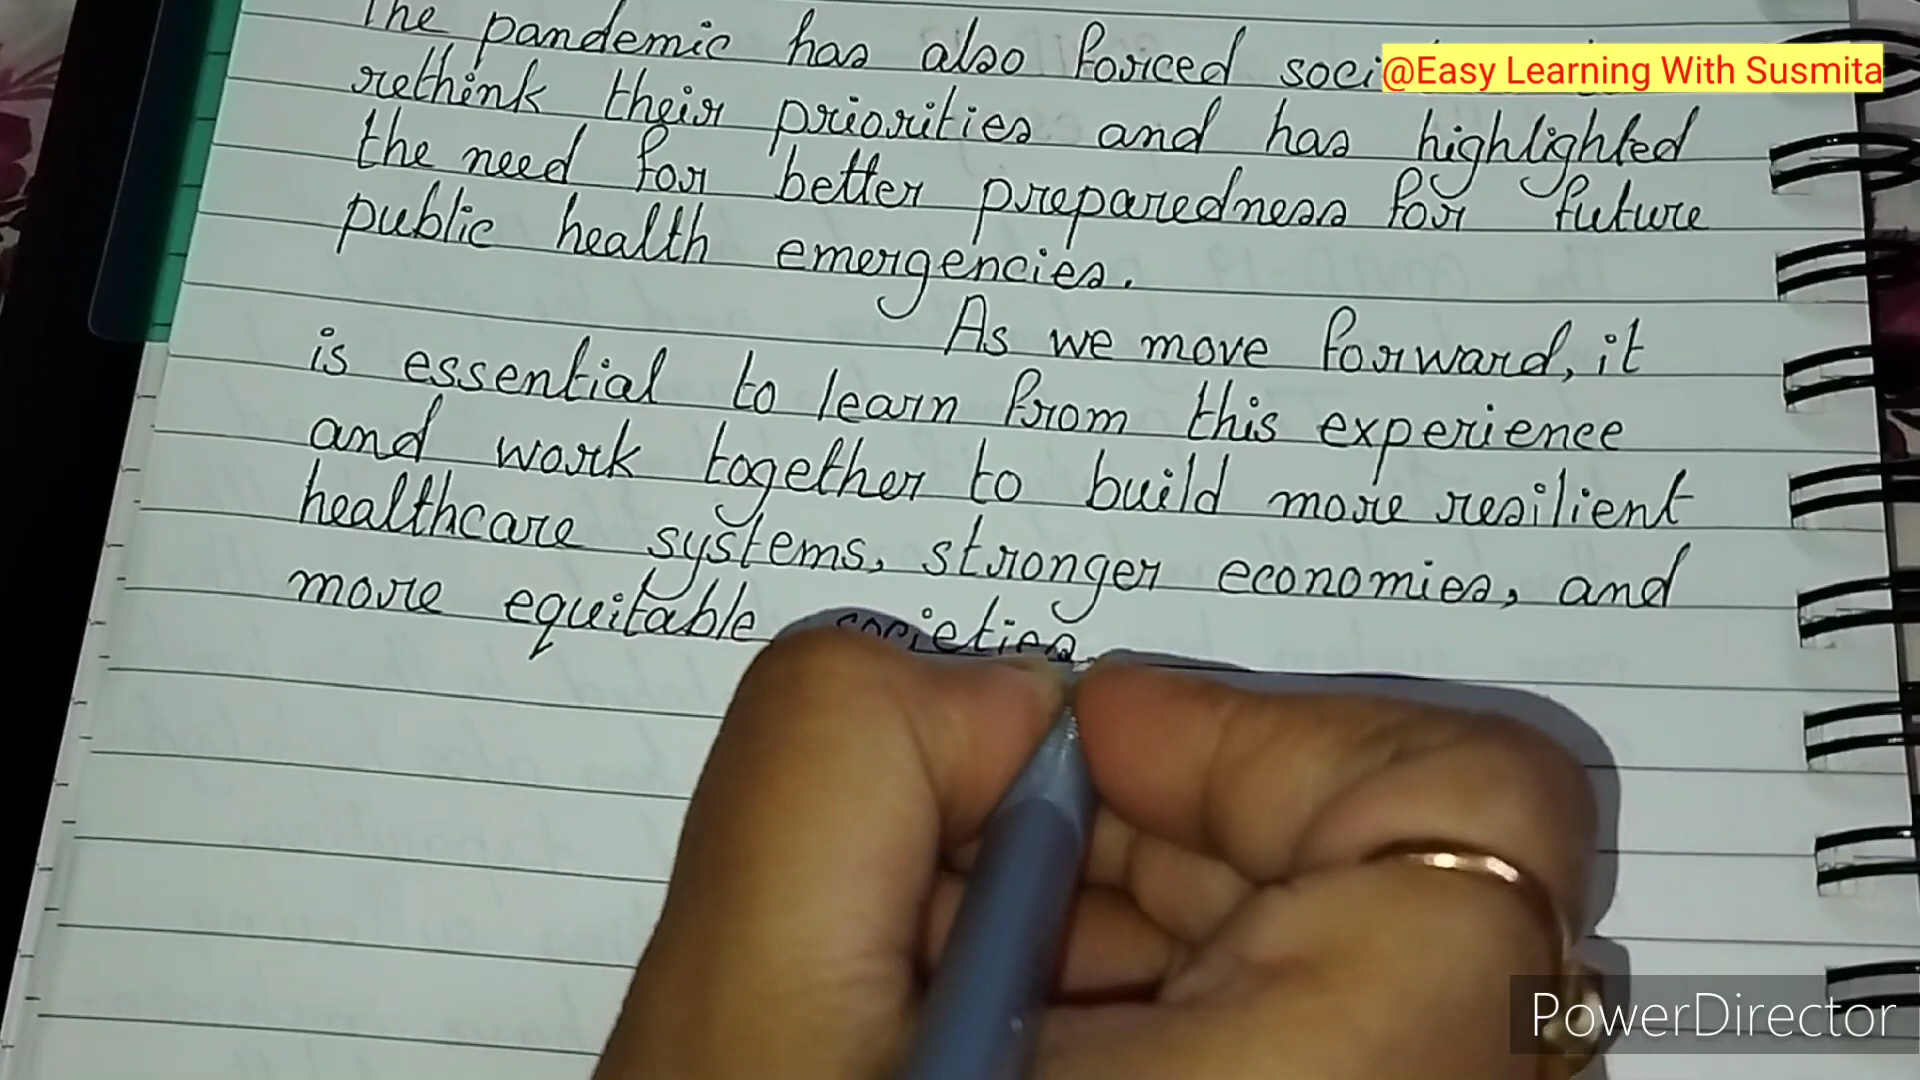 The pandemic has also forced
@Easy Learning With Susmita
rethink their priorities and has highlighted
the need for better preparedness for future
public health emergencies.
As we move forward, it
is essential to learn from this experience
and work together to build more resilient
healthcare systems, stronger economies, and
more equitable societies
PowerDirector